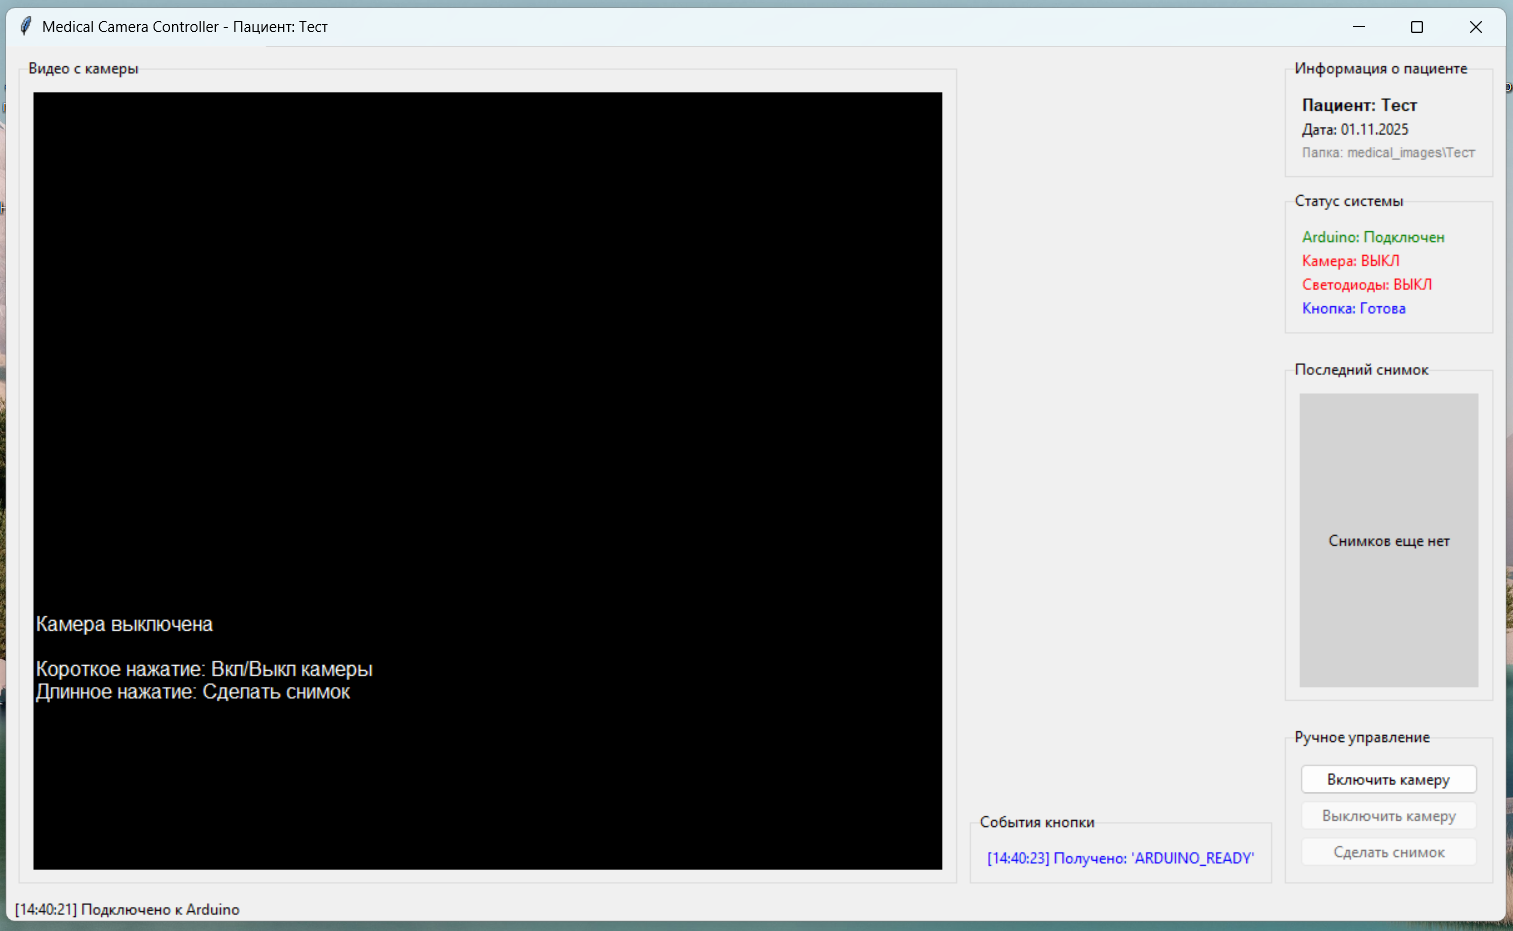 Medical Camera Controller - Пациент: Тест
Видео с камеры
Камера выключена
Короткое нажатие: Вкл/Выкл камеры
Длинное нажатие: Сделать снимок
События кнопки
[14:40:23] Получено: 'ARDUINO_READY'
Информация о пациенте
Пациент: Тест
Дата: 01.11.2025
Папка: medical_images\Тест
Статус системы
Arduino: Подключен
Камера: ВЫКЛ
Светодиоды: ВЫКЛ
Кнопка: Готова
Последний снимок
Снимков еще нет
Ручное управление
Включить камеру
Выключить камеру
Сделать снимок
[14:40:21] Подключено к Arduino